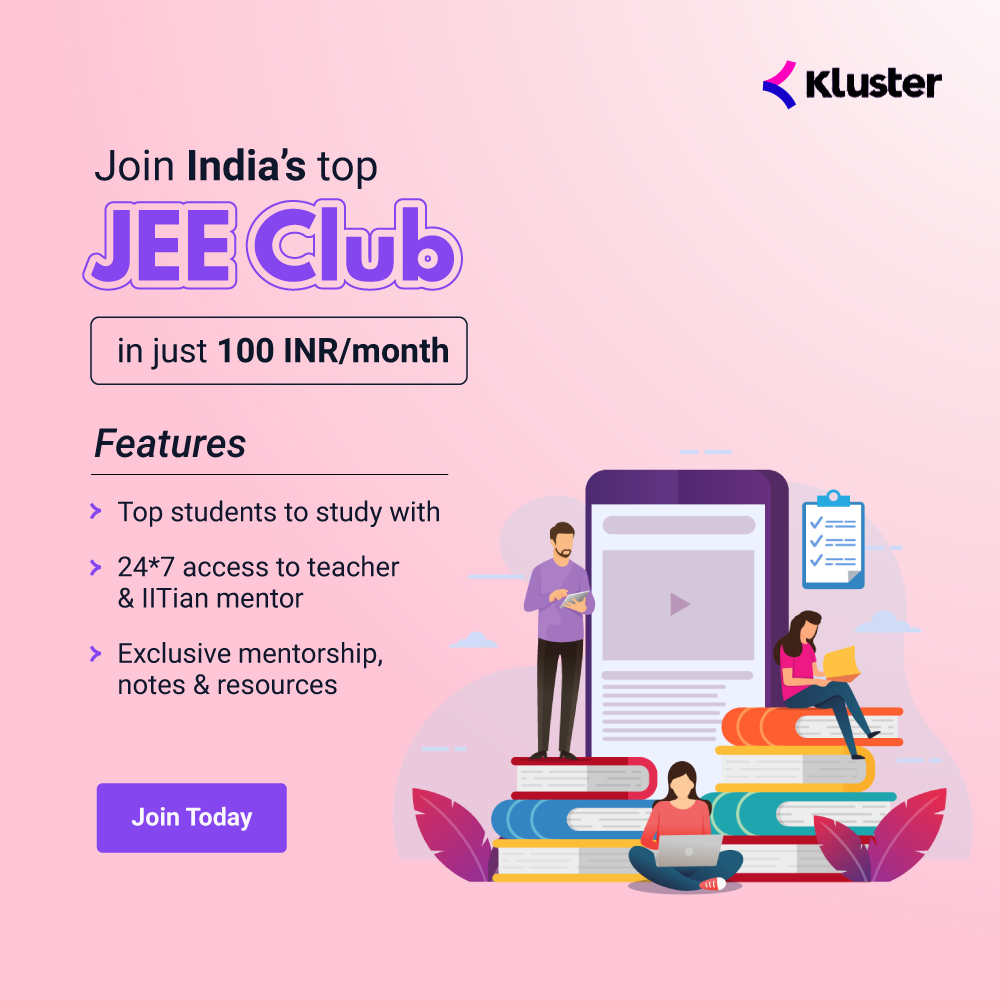 Kluster
Join India's top
JEE Club
in just 100 INR/month
Features
Top students to study with
24*7 access to teacher
& IITian mentor
Exclusive mentorship,
notes & resources
Join Today